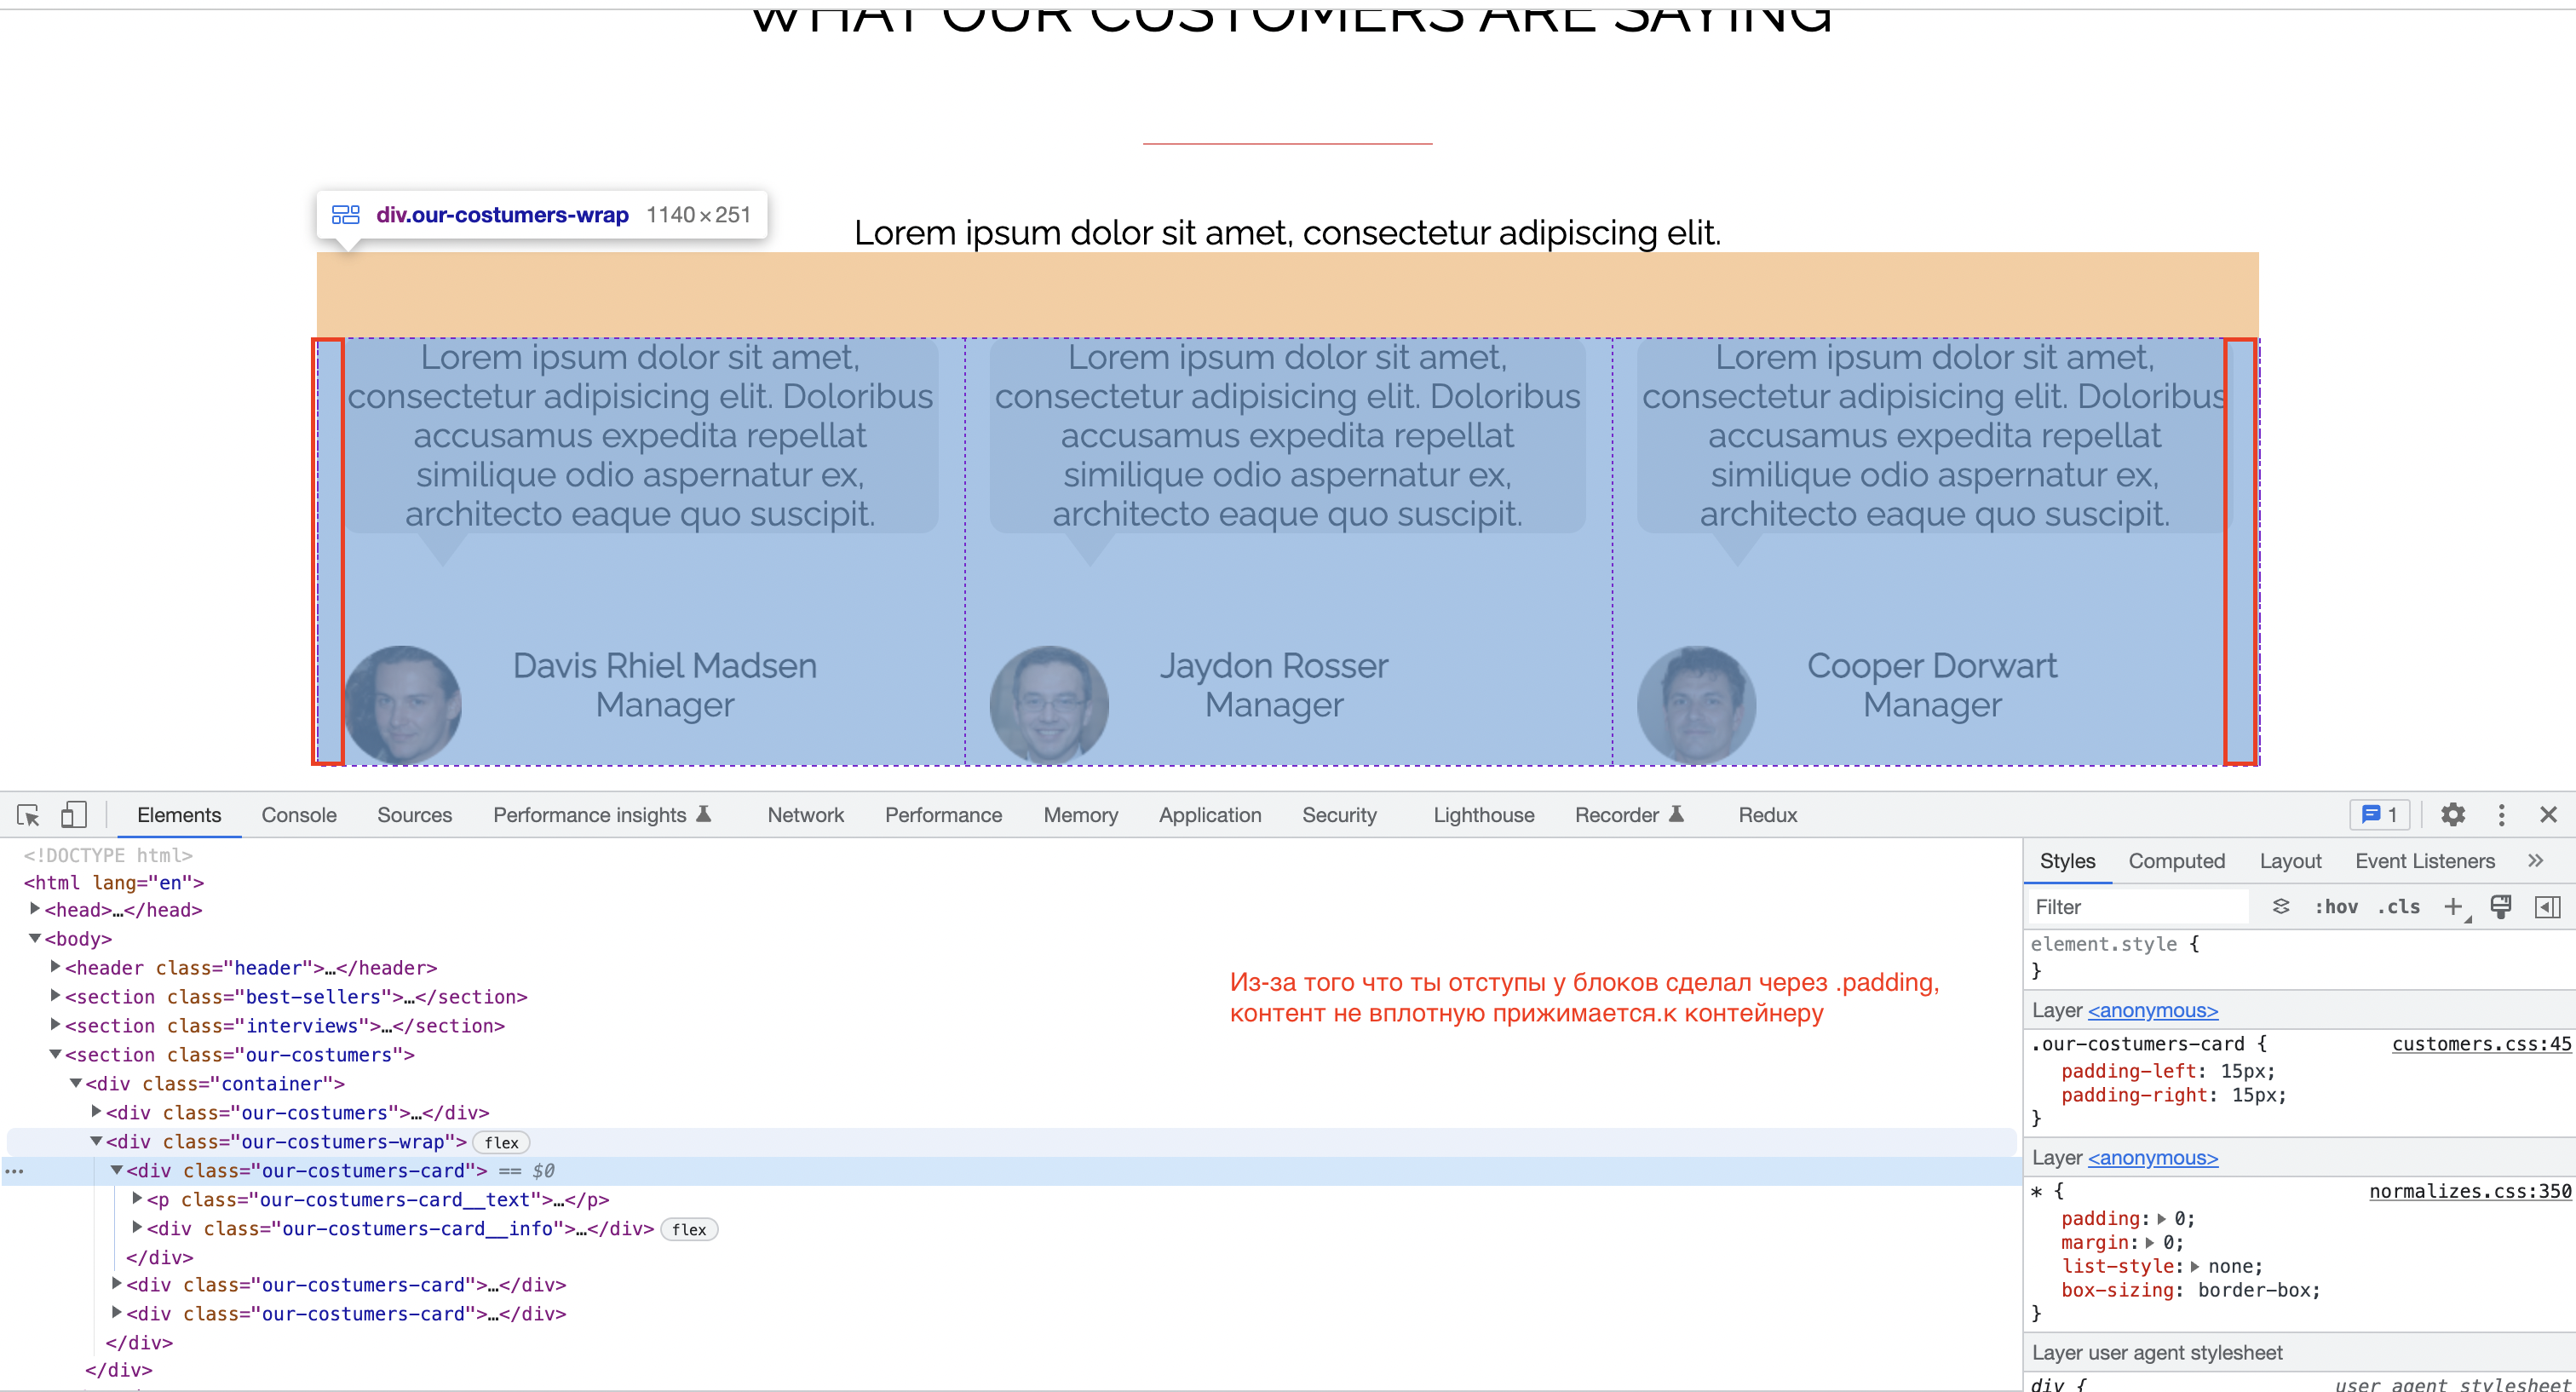 WHAT OUR CUSTOMERS ARE SAYING
div.our-costumers-wrap 1140×251
Lorem ipsum dolor sit amet, consectetur adipiscing elit.
Lorem ipsum dolor sit amet,
consectetur adipisicing elit. Doloribus
accusamus expedita repellat
similique odio aspernatur ex,
architecto eaque quo suscipit.
Davis Rhiel Madsen
Manager
Lorem ipsum dolor sit amet,
consectetur adipisicing elit. Doloribus
accusamus expedita repellat
similique odio aspernatur ex,
architecto eaque quo suscipit.
Jaydon Rosser
Manager
Lorem ipsum dolor sit amet,
consectetur adipisicing elit. Doloribus
accusamus expedita repellat
similique odio aspernatur ex,
architecto eaque quo suscipit.
Cooper Dorwart
Manager
Elements Console Sources Performance insights Network Performance Memory Application Security Lighthouse Recorder Redux 1
<!DOCTYPE html>
<html lang="en">
<head>…</head>
<body>
<header class="header">…</header>
<section class="best-sellers">…</section>
<section class="interviews">…</section>
<section class="our-costumers">
<div class="container">
<div class="our-costumers">…</div>
<div class="our-costumers-wrap"> flex
<div class="our-costumers-card"> == $0
<p class="our-costumers-card__text">…</p>
<div class="our-costumers-card__info">…</div> flex
</div>
<div class="our-costumers-card">…</div>
<div class="our-costumers-card">…</div>
</div>
</div>
Из-за того что ты отступы у блоков сделал через .padding,
контент не вплотную прижимается.к контейнеру
Styles Computed Layout Event Listeners
Filter :hov .cls
element.style {
}
Layer <anonymous>
.our-costumers-card { customers.css:45
padding-left: 15px;
padding-right: 15px;
}
Layer <anonymous>
* { normalizes.css:350
padding: 0;
margin: 0;
list-style: none;
box-sizing: border-box;
}
Layer user agent stylesheet
div { user agent stylesheet